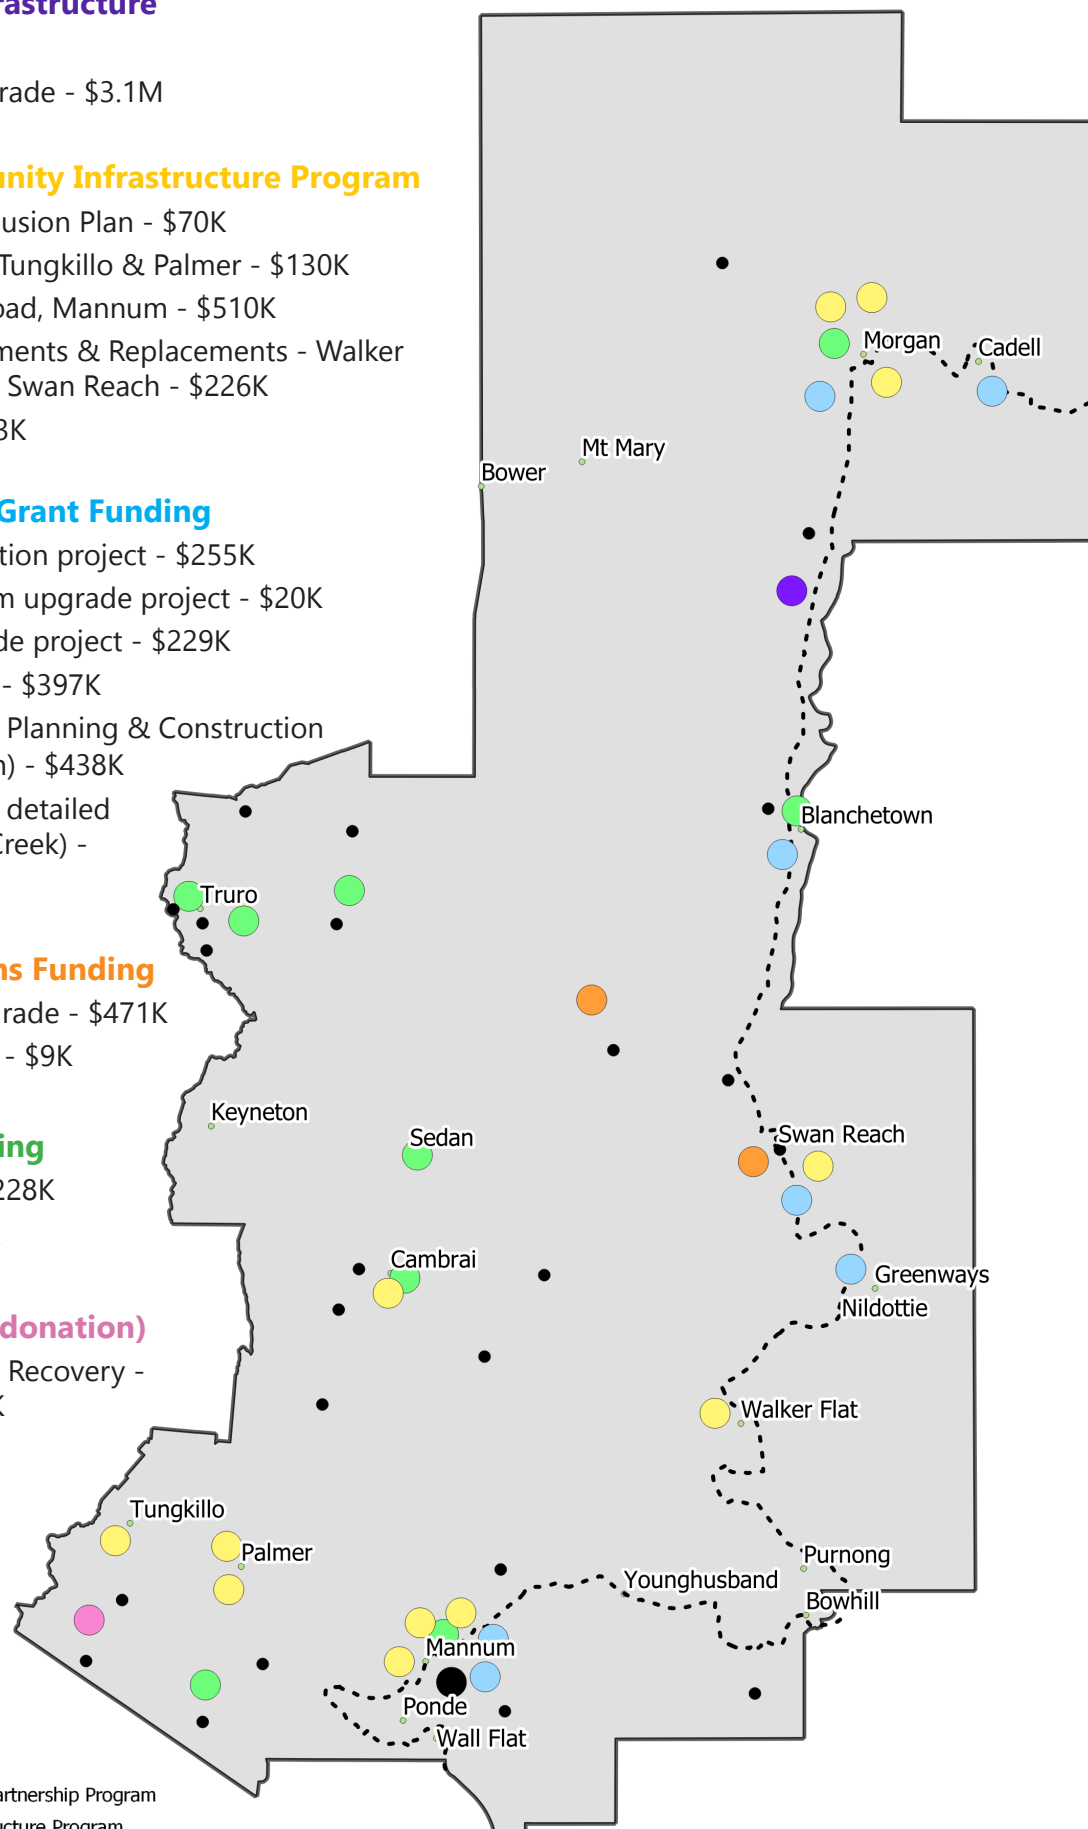 rastructure
rade - $3.1M
unity Infrastructure Program
usion Plan - $70K
Tungkillo & Palmer - $130K
oad, Mannum - $510K
ments & Replacements - Walker
Swan Reach - $226K
3K
Grant Funding
tion project - $255K
m upgrade project - $20K
de project - $229K
- $397K
Planning & Construction
n) - $438K
detailed
Creek) -
ns Funding
rade - $471K
- $9K
ing
228K
donation)
Recovery -
K
Morgan
Cadell
Mt Mary
Bower
Blanchetown
Truro
Keyneton
Sedan
Swan Reach
Cambrai
Greenways
Nildottie
Walker Flat
Tungkillo
Palmer
Purnong
Younghusband
Bowhill
Mannum
Ponde
Wall Flat
artnership Program
ucture Program